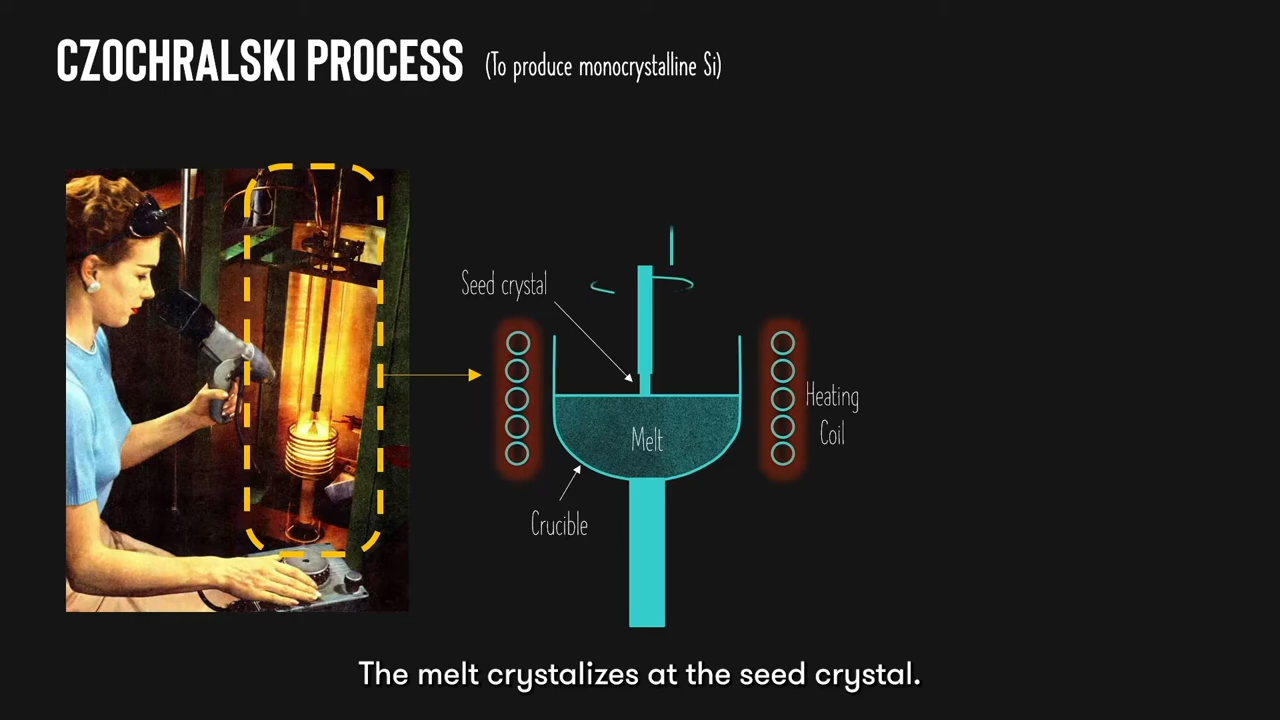 CZOCHRALSKI PROCESS (To produce monocrystalline Si)
Seed crystal
Heating
Coil
Melt
Crucible
The melt crystalizes at the seed crystal.